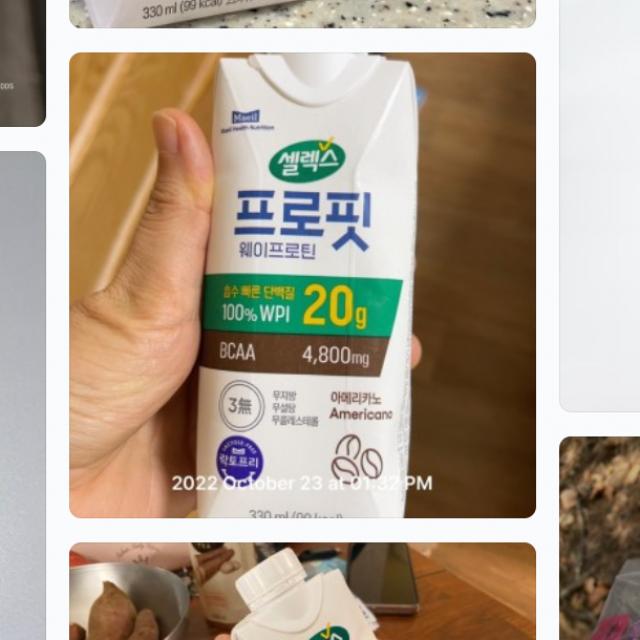 330 ml (99 kcal)
Maeil
Maeil Health Nutrition
셀렉스
프로핏
웨이프로틴
흡수 빠른 단백질
100% WPI
20g
BCAA 4,800mg
3無
무지방
무설탕
무콜레스테롤
아메리카노
Americano
락토프리
2022 October 23 at 01:32 PM
330 ml (99 kcal)